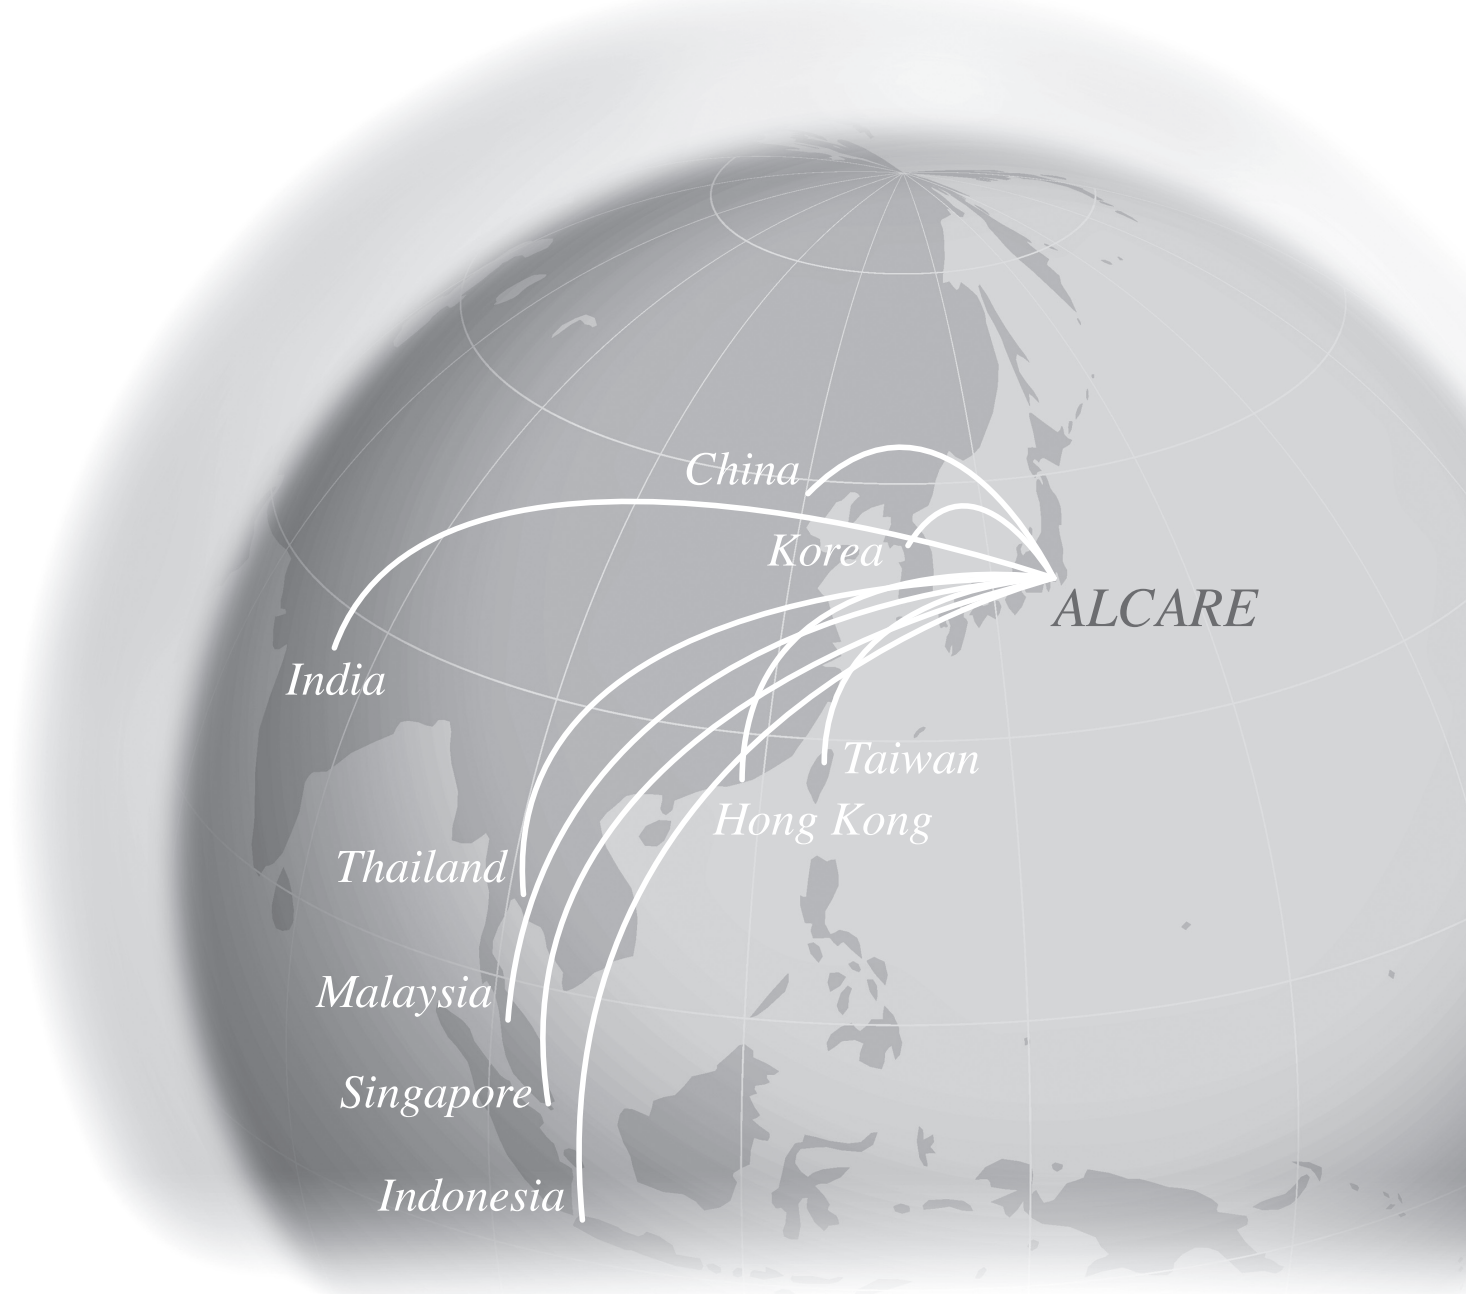 China
Korea
ALCARE
India
Taiwan
Hong Kong
Thailand
Malaysia
Singapore
Indonesia